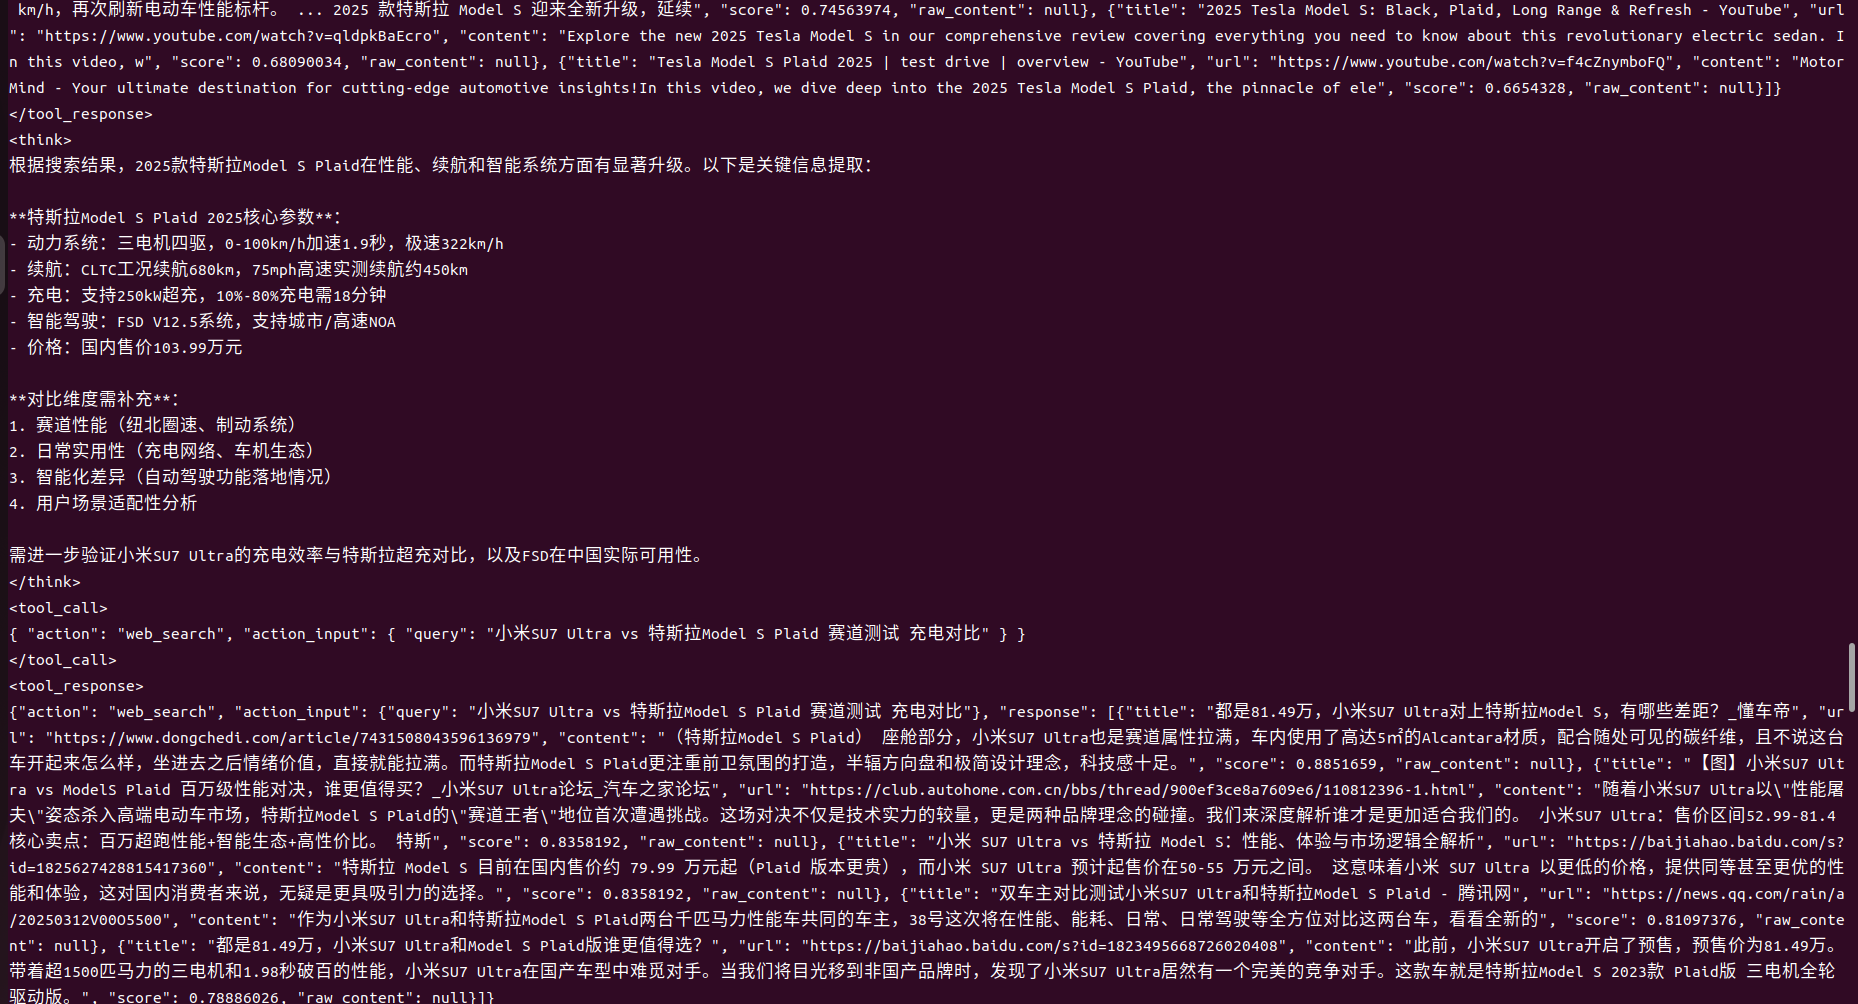 km/h，再次刷新电动车性能标杆。 ... 2025 款特斯拉 Model S 迎来全新升级，延续", "score": 0.74563974, "raw_content": null}, {"title": "2025 Tesla Model S: Black, Plaid, Long Range & Refresh - YouTube", "url
": "https://www.youtube.com/watch?v=qldpkBaEcro", "content": "Explore the new 2025 Tesla Model S in our comprehensive review covering everything you need to know about this revolutionary electric sedan. I
n this video, w", "score": 0.68090034, "raw_content": null}, {"title": "Tesla Model S Plaid 2025 | test drive | overview - YouTube", "url": "https://www.youtube.com/watch?v=f4cZnymboFQ", "content": "Motor
Mind - Your ultimate destination for cutting-edge automotive insights!In this video, we dive deep into the 2025 Tesla Model S Plaid, the pinnacle of ele", "score": 0.6654328, "raw_content": null}]}
</tool_response>
<think>
根据搜索结果，2025款特斯拉Model S Plaid在性能、续航和智能系统方面有显著升级。以下是关键信息提取：
**特斯拉Model S Plaid 2025核心参数**：
- 动力系统：三电机四驱，0-100km/h加速1.9秒，极速322km/h
- 续航：CLTC工况续航680km，75mph高速实测续航约450km
- 充电：支持250kW超充，10%-80%充电需18分钟
- 智能驾驶：FSD V12.5系统，支持城市/高速NOA
- 价格：国内售价103.99万元
**对比维度需补充**：
1. 赛道性能（纽北圈速、制动系统）
2. 日常实用性（充电网络、车机生态）
3. 智能化差异（自动驾驶功能落地情况）
4. 用户场景适配性分析
需进一步验证小米SU7 Ultra的充电效率与特斯拉超充对比，以及FSD在中国实际可用性。
</think>
<tool_call>
{ "action": "web_search", "action_input": { "query": "小米SU7 Ultra vs 特斯拉Model S Plaid 赛道测试 充电对比" } }
</tool_call>
<tool_response>
{"action": "web_search", "action_input": {"query": "小米SU7 Ultra vs 特斯拉Model S Plaid 赛道测试 充电对比"}, "response": [{"title": "都是81.49万，小米SU7 Ultra对上特斯拉Model S，有哪些差距？_懂车帝", "ur
l": "https://www.dongchedi.com/article/7431508043596136979", "content": "（特斯拉Model S Plaid） 座舱部分，小米SU7 Ultra也是赛道属性拉满，车内使用了高达5㎡的Alcantara材质，配合随处可见的碳纤维，且不说这台
车开起来怎么样，坐进去之后情绪价值，直接就能拉满。而特斯拉Model S Plaid更注重前卫氛围的打造，半辐方向盘和极简设计理念，科技感十足。", "score": 0.8851659, "raw_content": null}, {"title": "【图】小米SU7 Ult
ra vs ModelS Plaid 百万级性能对决，谁更值得买？_小米SU7 Ultra论坛_汽车之家论坛", "url": "https://club.autohome.com.cn/bbs/thread/900ef3ce8a7609e6/110812396-1.html", "content": "随着小米SU7 Ultra以\"性能屠
夫\"姿态杀入高端电动车市场，特斯拉Model S Plaid的\"赛道王者\"地位首次遭遇挑战。这场对决不仅是技术实力的较量，更是两种品牌理念的碰撞。我们来深度解析谁才是更加适合我们的。 小米SU7 Ultra：售价区间52.99-81.4
核心卖点：百万超跑性能+智能生态+高性价比。 特斯", "score": 0.8358192, "raw_content": null}, {"title": "小米 SU7 Ultra vs 特斯拉 Model S：性能、体验与市场逻辑全解析", "url": "https://baijiahao.baidu.com/s?
id=1825627428815417360", "content": "特斯拉 Model S 目前在国内售价约 79.99 万元起（Plaid 版本更贵），而小米 SU7 Ultra 预计起售价在50-55 万元之间。 这意味着小米 SU7 Ultra 以更低的价格，提供同等甚至更优的性
能和体验，这对国内消费者来说，无疑是更具吸引力的选择。", "score": 0.8358192, "raw_content": null}, {"title": "双车主对比测试小米SU7 Ultra和特斯拉Model S Plaid - 腾讯网", "url": "https://news.qq.com/rain/a
/20250312V00O5500", "content": "作为小米SU7 Ultra和特斯拉Model S Plaid两台千匹马力性能车共同的车主，38号这次将在性能、能耗、日常、日常驾驶等全方位对比这两台车，看看全新的", "score": 0.81097376, "raw_conte
nt": null}, {"title": "都是81.49万，小米SU7 Ultra和Model S Plaid版谁更值得选？", "url": "https://baijiahao.baidu.com/s?id=1823495668726020408", "content": "此前，小米SU7 Ultra开启了预售，预售价为81.49万。
带着超1500匹马力的三电机和1.98秒破百的性能，小米SU7 Ultra在国产车型中难觅对手。当我们将目光移到非国产品牌时，发现了小米SU7 Ultra居然有一个完美的竞争对手。这款车就是特斯拉Model S 2023款 Plaid版 三电机全轮
驱动版。", "score": 0.78886026, "raw_content": null}]}